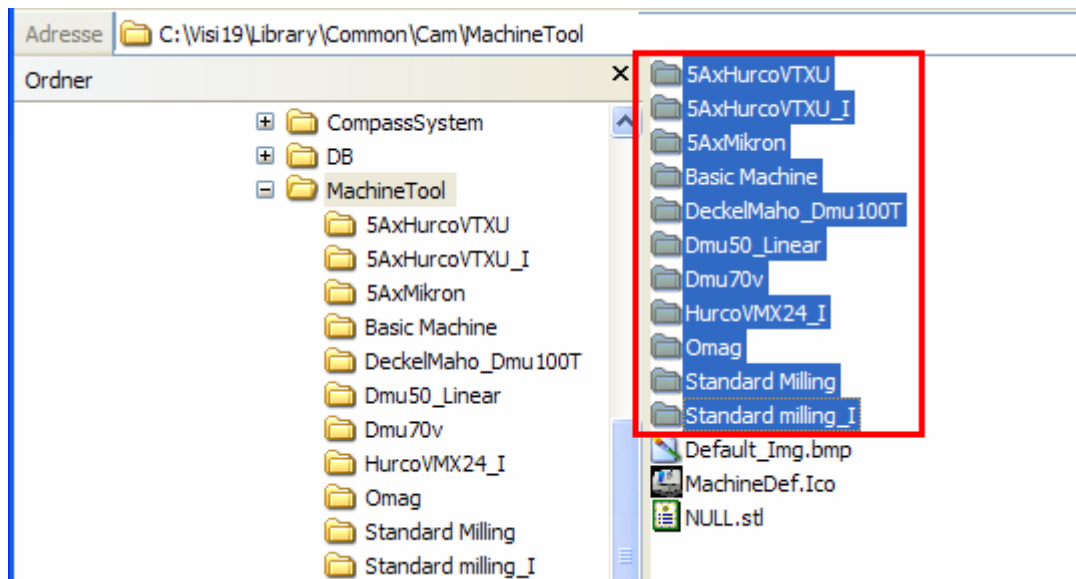 Adresse C:\Visi19\Library\Common\Cam\MachineTool
Ordner
CompassSystem
DB
MachineTool
5AxHurcoVTXU
5AxHurcoVTXU_I
5AxMikron
Basic Machine
DeckelMaho_Dmu100T
Dmu50_Linear
Dmu70v
HurcoVMX24_I
Omag
Standard Milling
Standard milling_I
5AxHurcoVTXU
5AxHurcoVTXU_I
5AxMikron
Basic Machine
DeckelMaho_Dmu100T
Dmu50_Linear
Dmu70v
HurcoVMX24_I
Omag
Standard Milling
Standard milling_I
Default_Img.bmp
MachineDef.Ico
NULL.stl